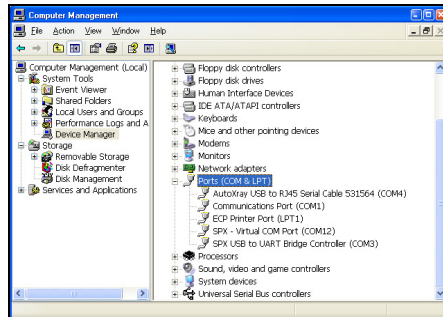 Computer Management
File Action View Window Help
Computer Management (Local)
System Tools
Event Viewer
Shared Folders
Local Users and Groups
Performance Logs and A
Device Manager
Storage
Removable Storage
Disk Defragmenter
Disk Management
Services and Applications
Floppy disk controllers
Floppy disk drives
Human Interface Devices
IDE ATA/ATAPI controllers
Keyboards
Mice and other pointing devices
Modems
Monitors
Network adapters
Ports (COM & LPT)
AutoXray USB to RJ45 Serial Cable 531564 (COM4)
Communications Port (COM1)
ECP Printer Port (LPT1)
SPX - Virtual COM Port (COM12)
SPX USB to UART Bridge Controller (COM3)
Processors
Sound, video and game controllers
System devices
Universal Serial Bus controllers